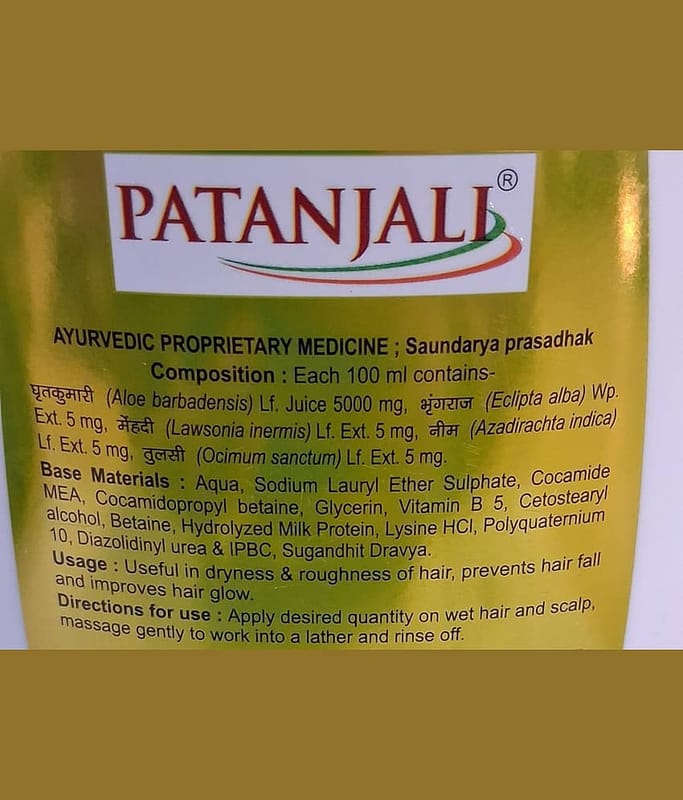 PATANJALI®
AYURVEDIC PROPRIETARY MEDICINE ; Saundarya prasadhak
Composition : Each 100 ml contains-
घृतकुमारी (Aloe barbadensis) Lf. Juice 5000 mg, भृंगराज (Eclipta alba) Wp.
Ext. 5 mg, मेंहदी (Lawsonia inermis) Lf. Ext. 5 mg, नीम (Azadirachta indica)
Lf. Ext. 5 mg, तुलसी (Ocimum sanctum) Lf. Ext. 5 mg.
Base Materials : Aqua, Sodium Lauryl Ether Sulphate, Cocamide
MEA, Cocamidopropyl betaine, Glycerin, Vitamin B 5, Cetostearyl
alcohol, Betaine, Hydrolyzed Milk Protein, Lysine HCl, Polyquaternium
10, Diazolidinyl urea & IPBC, Sugandhit Dravya.
Usage : Useful in dryness & roughness of hair, prevents hair fall
and improves hair glow.
Directions for use : Apply desired quantity on wet hair and scalp,
massage gently to work into a lather and rinse off.